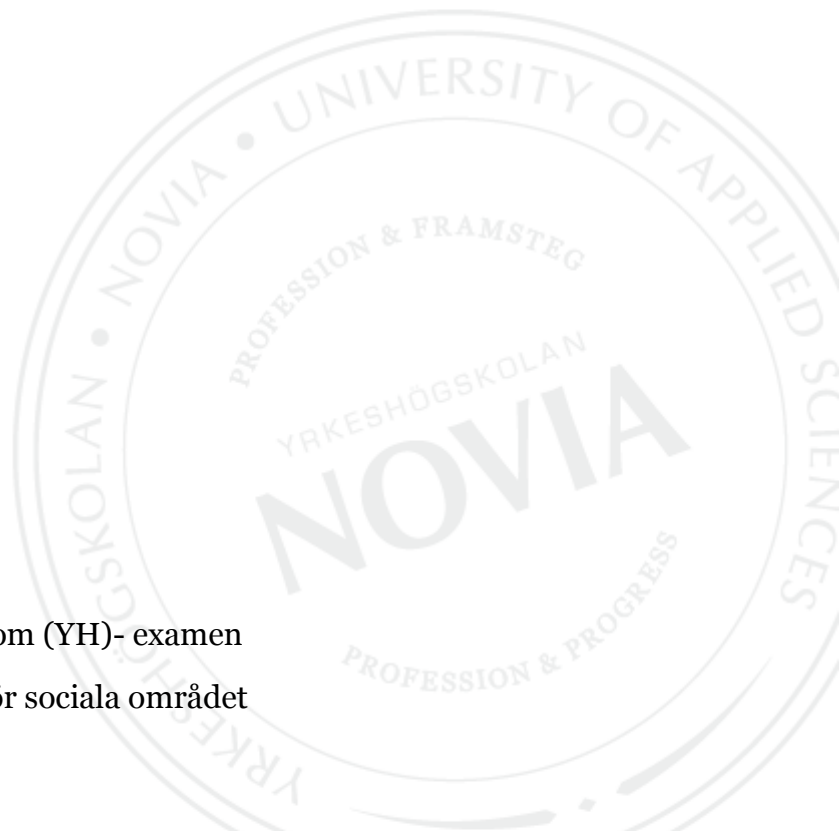 UNIVERSITY OF APPLIED SCIENCES
YRKESHÖGSKOLAN • NOVIA •
PROFESSION & FRAMSTEG
YRKESHÖGSKOLAN
NOVIA
PROFESSION & PROGRESS
om (YH)- examen
ör sociala området